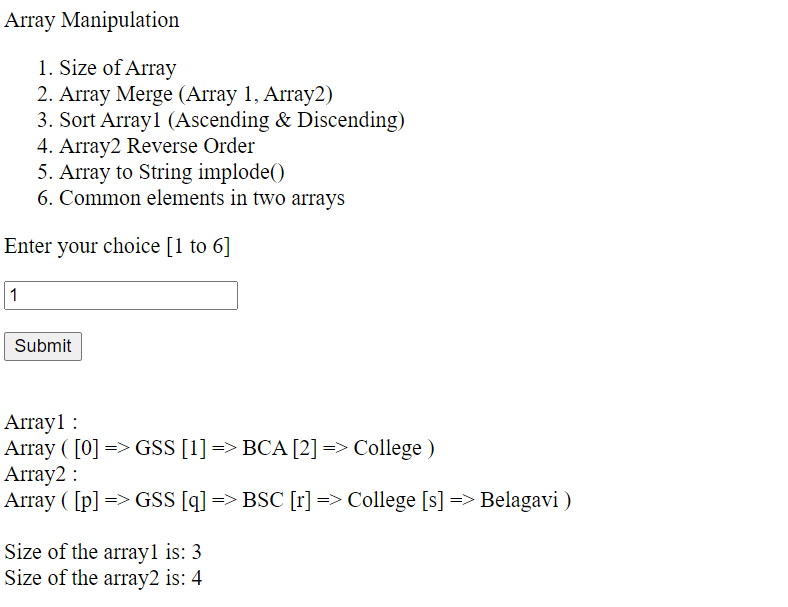 Array Manipulation
1. Size of Array
2. Array Merge (Array 1, Array2)
3. Sort Array1 (Ascending & Discending)
4. Array2 Reverse Order
5. Array to String implode()
6. Common elements in two arrays
Enter your choice [1 to 6]
1
Submit
Array1 :
Array ( [0] => GSS [1] => BCA [2] => College )
Array2 :
Array ( [p] => GSS [q] => BSC [r] => College [s] => Belagavi )
Size of the array1 is: 3
Size of the array2 is: 4